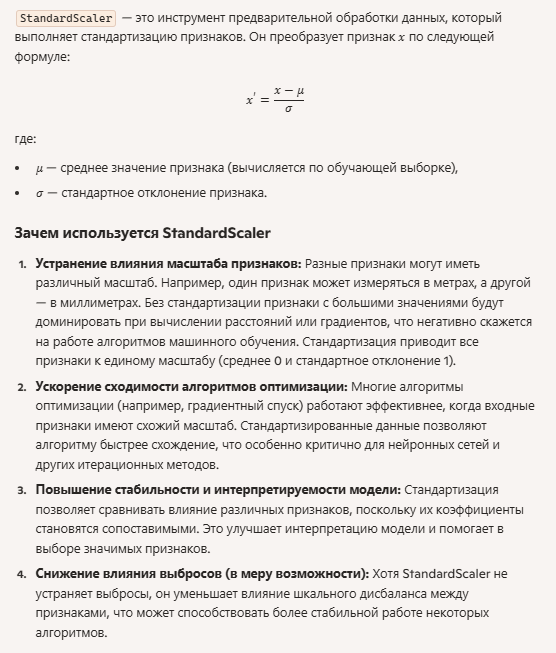 StandardScaler — это инструмент предварительной обработки данных, который
выполняет стандартизацию признаков. Он преобразует признак x по следующей
формуле:
x′ = (x − μ) / σ
где:
• μ — среднее значение признака (вычисляется по обучающей выборке),
• σ — стандартное отклонение признака.
Зачем используется StandardScaler
1. Устранение влияния масштаба признаков: Разные признаки могут иметь
различный масштаб. Например, один признак может измеряться в метрах, а другой
— в миллиметрах. Без стандартизации признаки с большими значениями будут
доминировать при вычислении расстояний или градиентов, что негативно скажется
на работе алгоритмов машинного обучения. Стандартизация приводит все
признаки к единому масштабу (среднее 0 и стандартное отклонение 1).
2. Ускорение сходимости алгоритмов оптимизации: Многие алгоритмы
оптимизации (например, градиентный спуск) работают эффективнее, когда входные
признаки имеют схожий масштаб. Стандартизированные данные позволяют
алгоритму быстрее схождение, что особенно критично для нейронных сетей и
других итерационных методов.
3. Повышение стабильности и интерпретируемости модели: Стандартизация
позволяет сравнивать влияние различных признаков, поскольку их коэффициенты
становятся сопоставимыми. Это улучшает интерпретацию модели и помогает в
выборе значимых признаков.
4. Снижение влияния выбросов (в меру возможности): Хотя StandardScaler не
устраняет выбросы, он уменьшает влияние шкального дисбаланса между
признаками, что может способствовать более стабильной работе некоторых
алгоритмов.